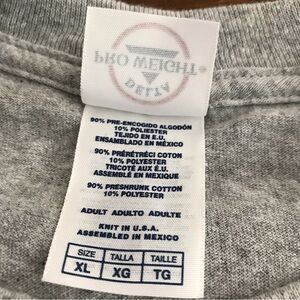 PRO WEIGHT®
DELTA
90% PRE-ENCOGIDO ALGODÓN
10% POLIESTER
TEJIDO EN E.U.
ENSAMBLADO EN MÉXICO
90% PRÉRÉTRÉCI COTON
10% POLYESTER
TRICOTÉ AUX É.U.
ASSEMBLÉ EN MEXIQUE
90% PRESHRUNK COTTON
10% POLYESTER
ADULT ADULTO ADULTE
KNIT IN U.S.A.
ASSEMBLED IN MEXICO
SIZE TALLA TAILLE
XL XG TG